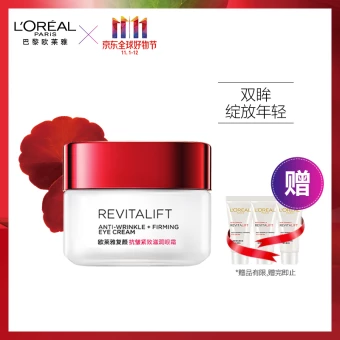 L'ORÉAL
PARIS
巴黎欧莱雅
11.11
京东全球好物节
11.1-12
双眸
绽放年轻
REVITALIFT
ANTI-WRINKLE + FIRMING
EYE CREAM
欧莱雅复颜抗皱紧致滋润眼霜
赠
L'ORÉAL
L'ORÉAL
*赠品有限,赠完即止